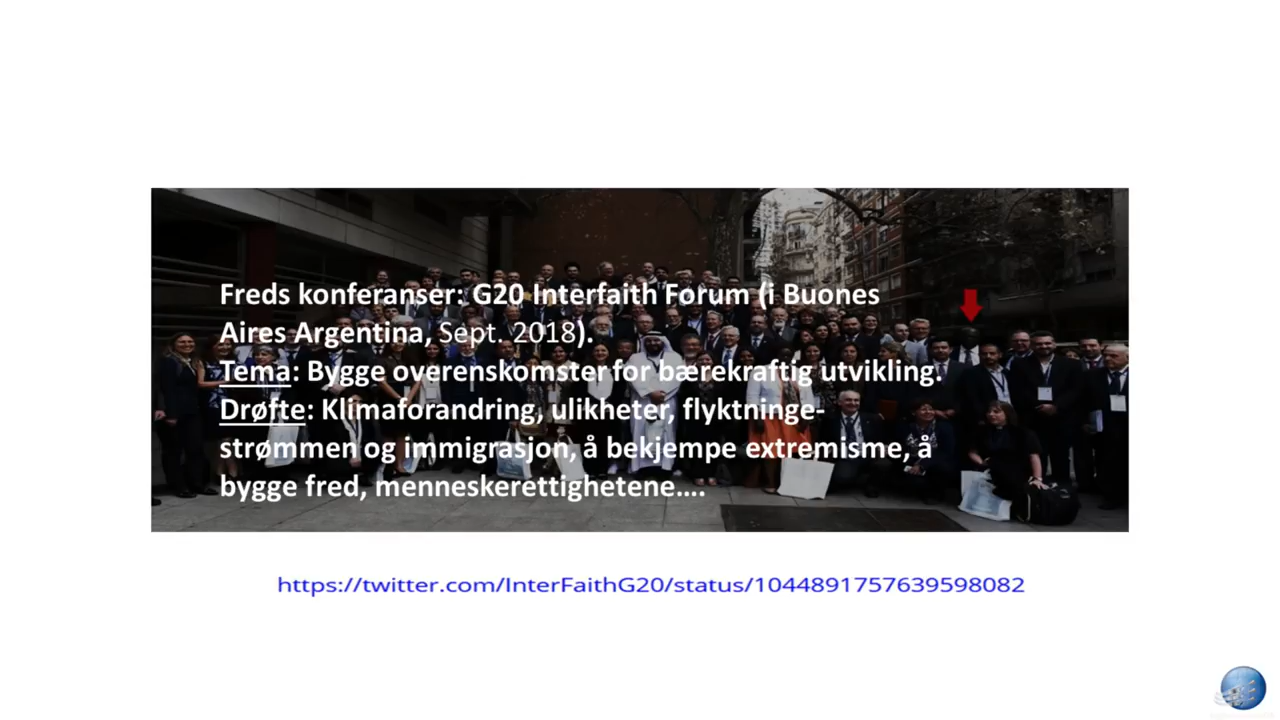 Freds konferanser: G20 Interfaith Forum (i Buones
Aires Argentina, Sept. 2018).
Tema: Bygge overenskomster for bærekraftig utvikling.
Drøfte: Klimaforandring, ulikheter, flyktninge-
strømmen og immigrasjon, å bekjempe extremisme, å
bygge fred, menneskerettighetene....
https://twitter.com/InterFaithG20/status/1044891757639598082